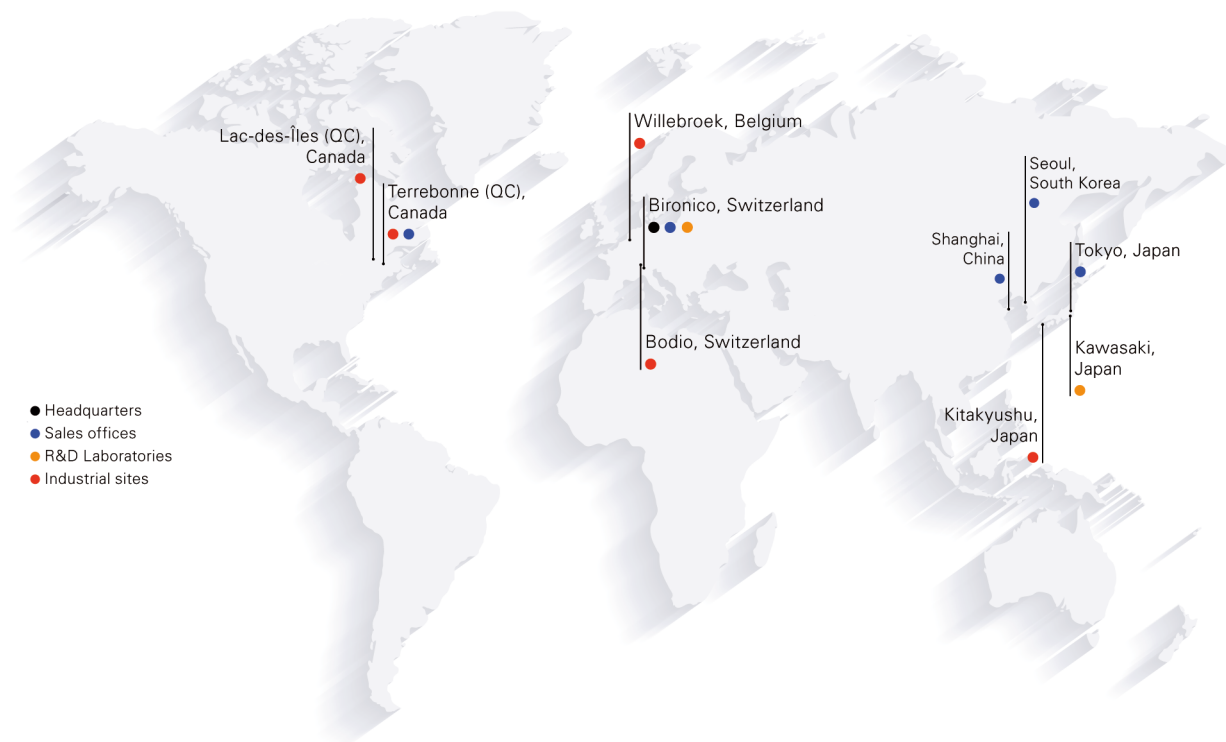 Lac-des-Îles (QC),
Canada
Terrebonne (QC),
Canada
Willebroek, Belgium
Bironico, Switzerland
Bodio, Switzerland
Seoul,
South Korea
Shanghai,
China
Tokyo, Japan
Kawasaki,
Japan
Kitakyushu,
Japan
Headquarters
Sales offices
R&D Laboratories
Industrial sites